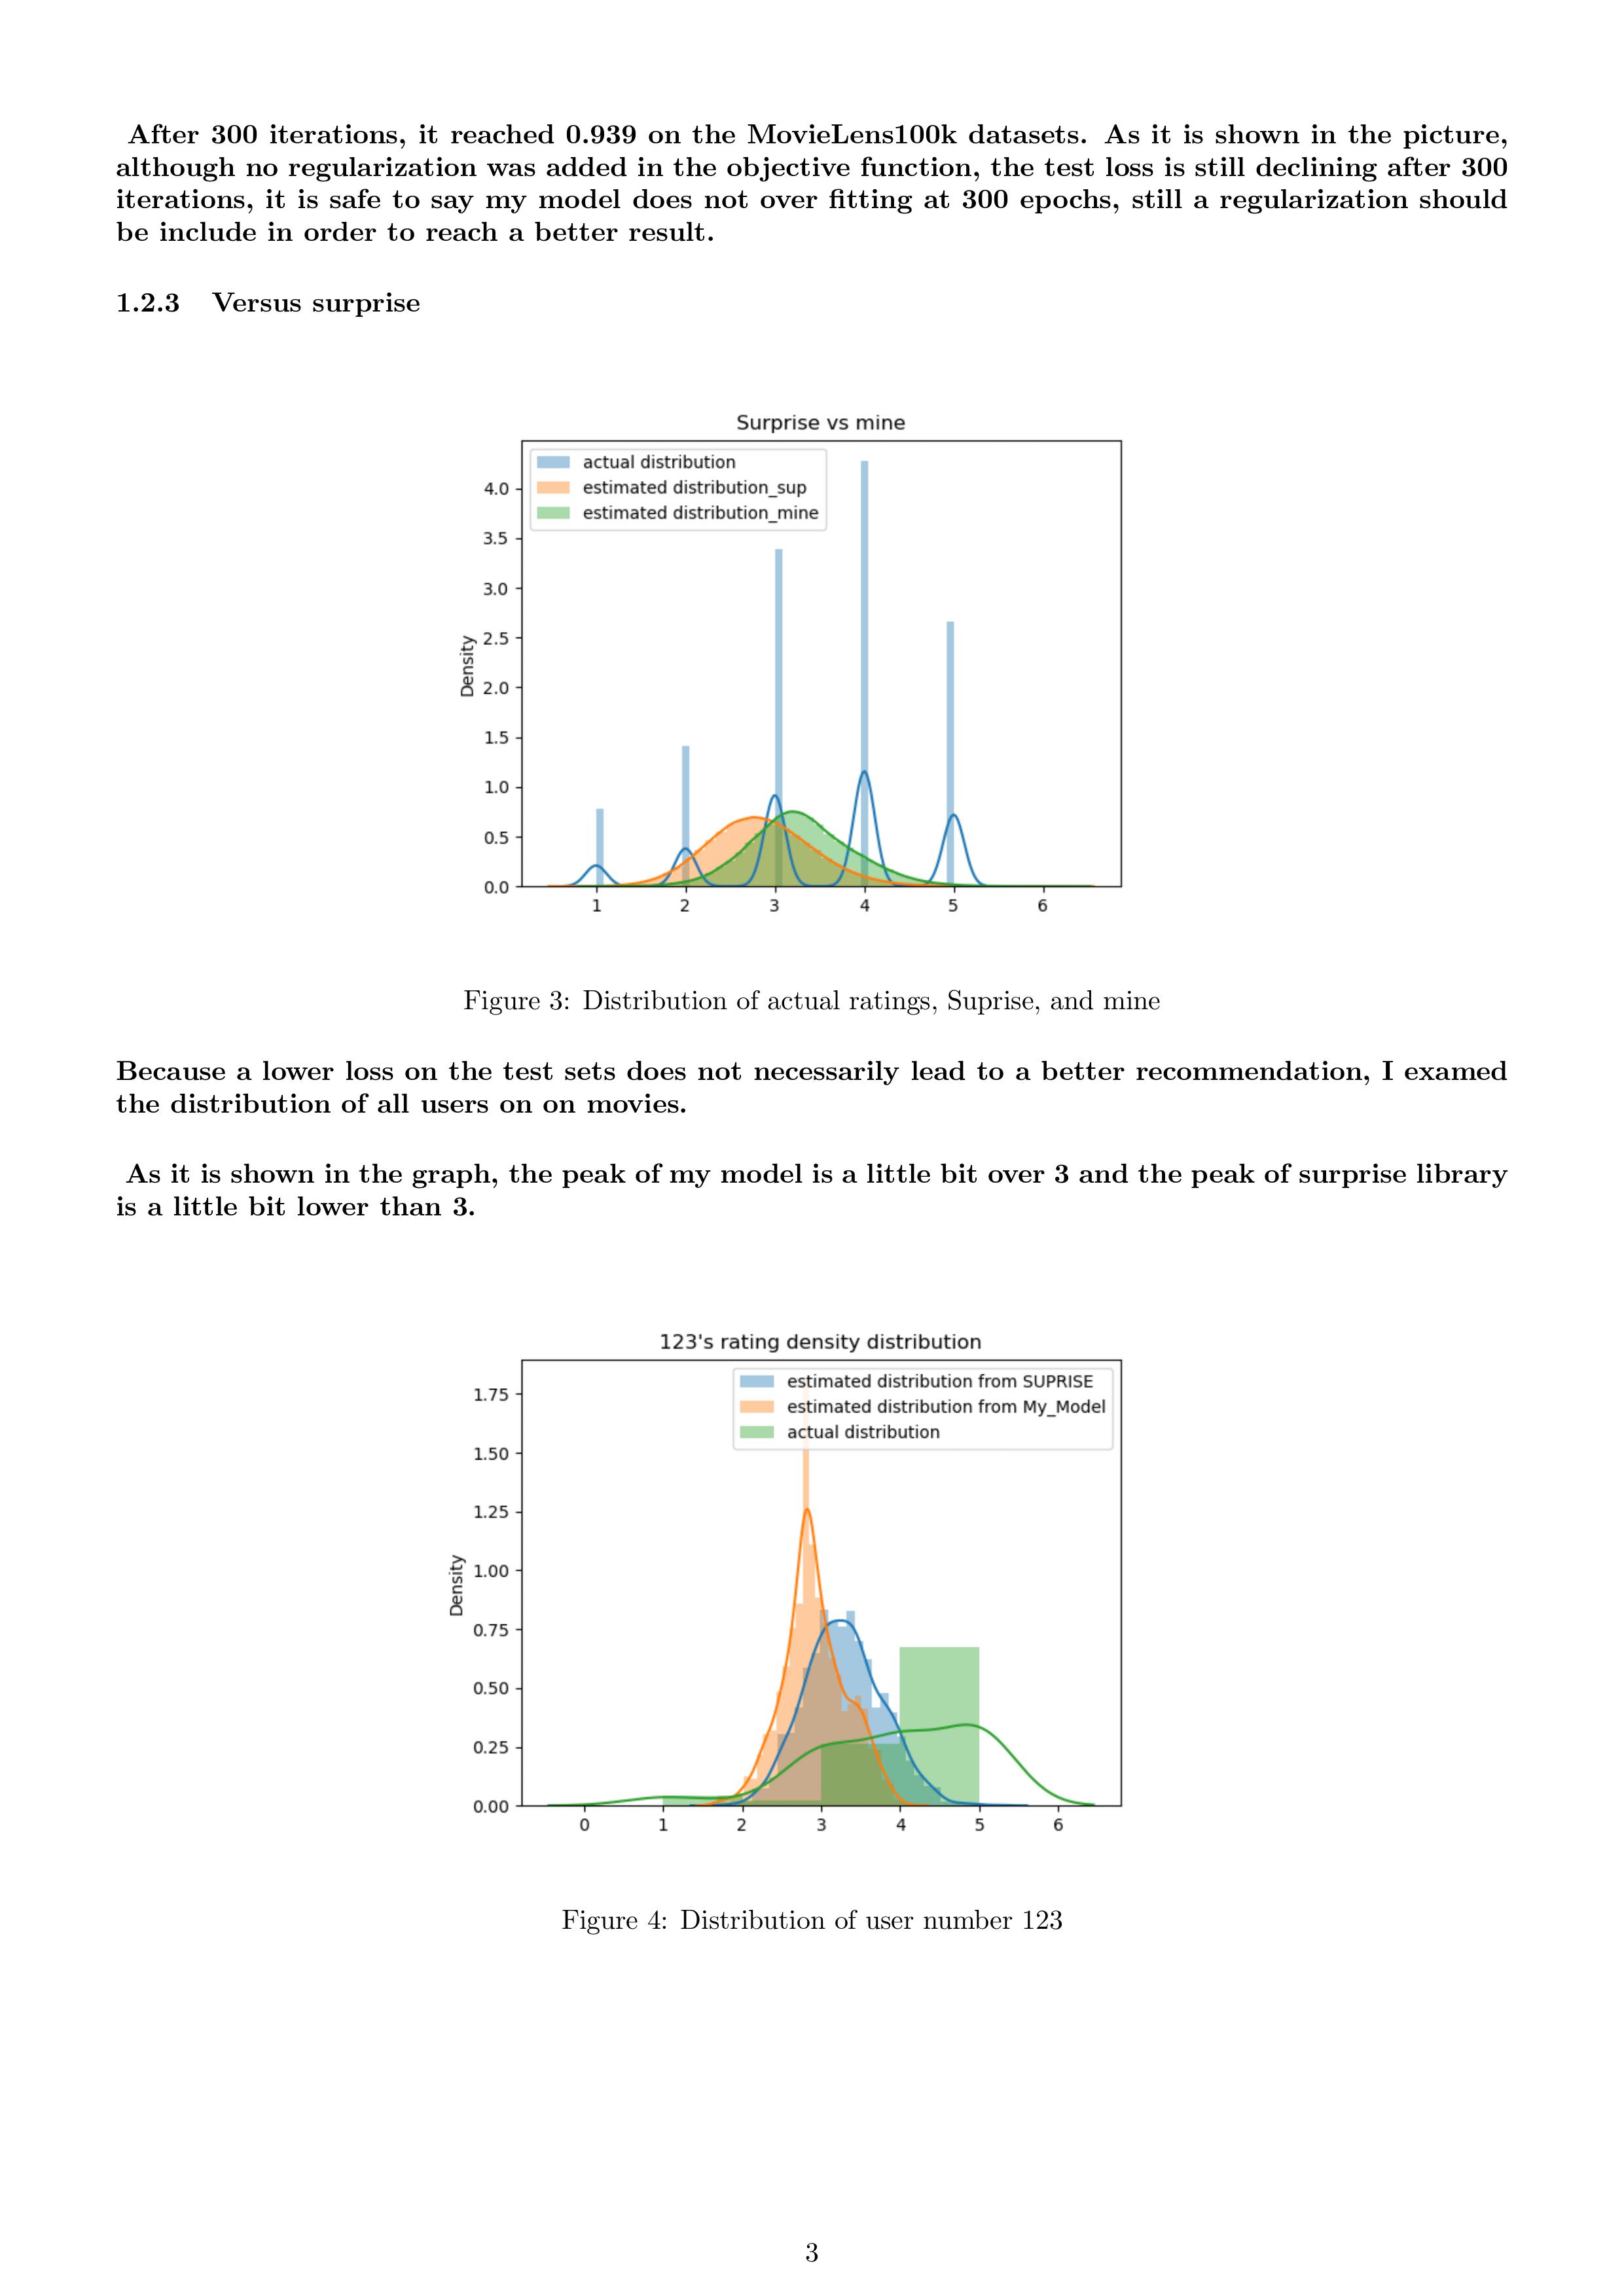 After 300 iterations, it reached 0.939 on the MovieLens100k datasets. As it is shown in the picture,
although no regularization was added in the objective function, the test loss is still declining after 300
iterations, it is safe to say my model does not over fitting at 300 epochs, still a regularization should
be include in order to reach a better result.
1.2.3 Versus surprise
Surprise vs mine
actual distribution
estimated distribution_sup
estimated distribution_mine
4.0
3.5
3.0
2.5
2.0
1.5
1.0
0.5
0.0
Density
1 2 3 4 5 6
Figure 3: Distribution of actual ratings, Suprise, and mine
Because a lower loss on the test sets does not necessarily lead to a better recommendation, I examed
the distribution of all users on on movies.
As it is shown in the graph, the peak of my model is a little bit over 3 and the peak of surprise library
is a little bit lower than 3.
123's rating density distribution
estimated distribution from SUPRISE
estimated distribution from My_Model
actual distribution
1.75
1.50
1.25
1.00
0.75
0.50
0.25
0.00
Density
0 1 2 3 4 5 6
Figure 4: Distribution of user number 123
3